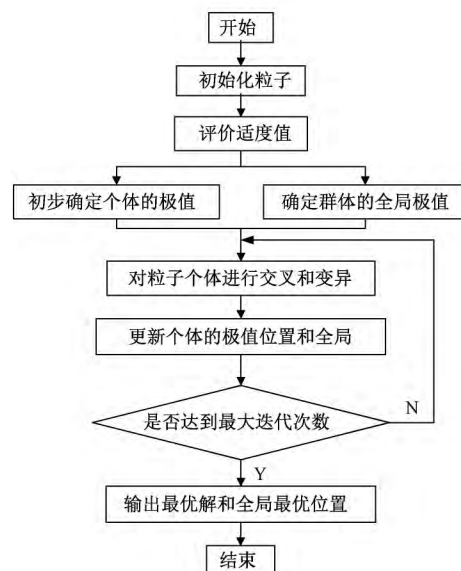 开始
初始化粒子
评价适度值
初步确定个体的极值
确定群体的全局极值
对粒子个体进行交叉和变异
更新个体的极值位置和全局
是否达到最大迭代次数
N
Y
输出最优解和全局最优位置
结束